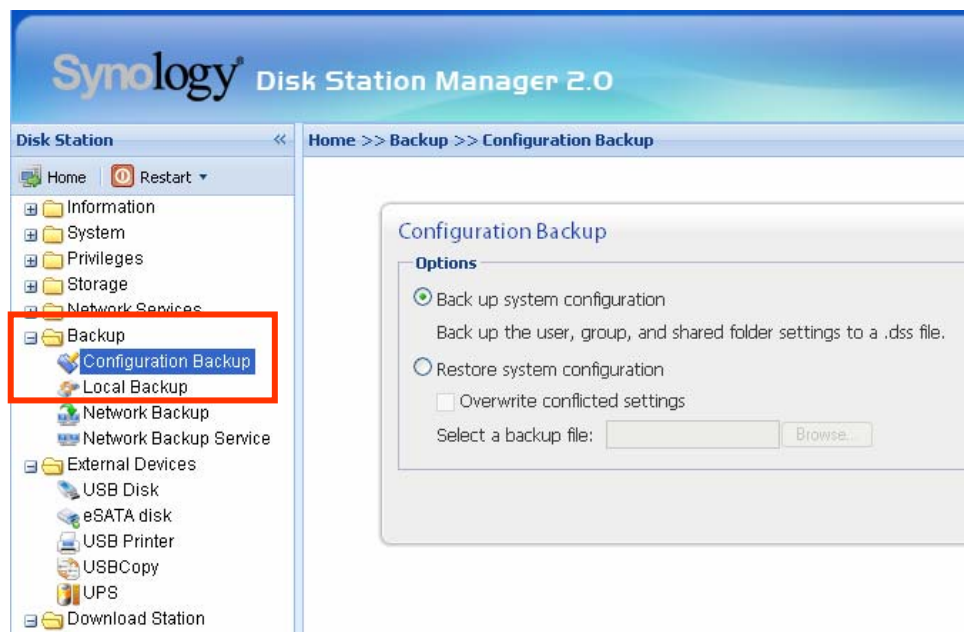 Synology® Disk Station Manager 2.0
Disk Station «
Home >> Backup >> Configuration Backup
Home
Restart
Information
System
Privileges
Storage
Network Services
Backup
Configuration Backup
Local Backup
Network Backup
Network Backup Service
External Devices
USB Disk
eSATA disk
USB Printer
USBCopy
UPS
Download Station
Configuration Backup
Options
Back up system configuration
Back up the user, group, and shared folder settings to a .dss file.
Restore system configuration
Overwrite conflicted settings
Select a backup file:
Browse...